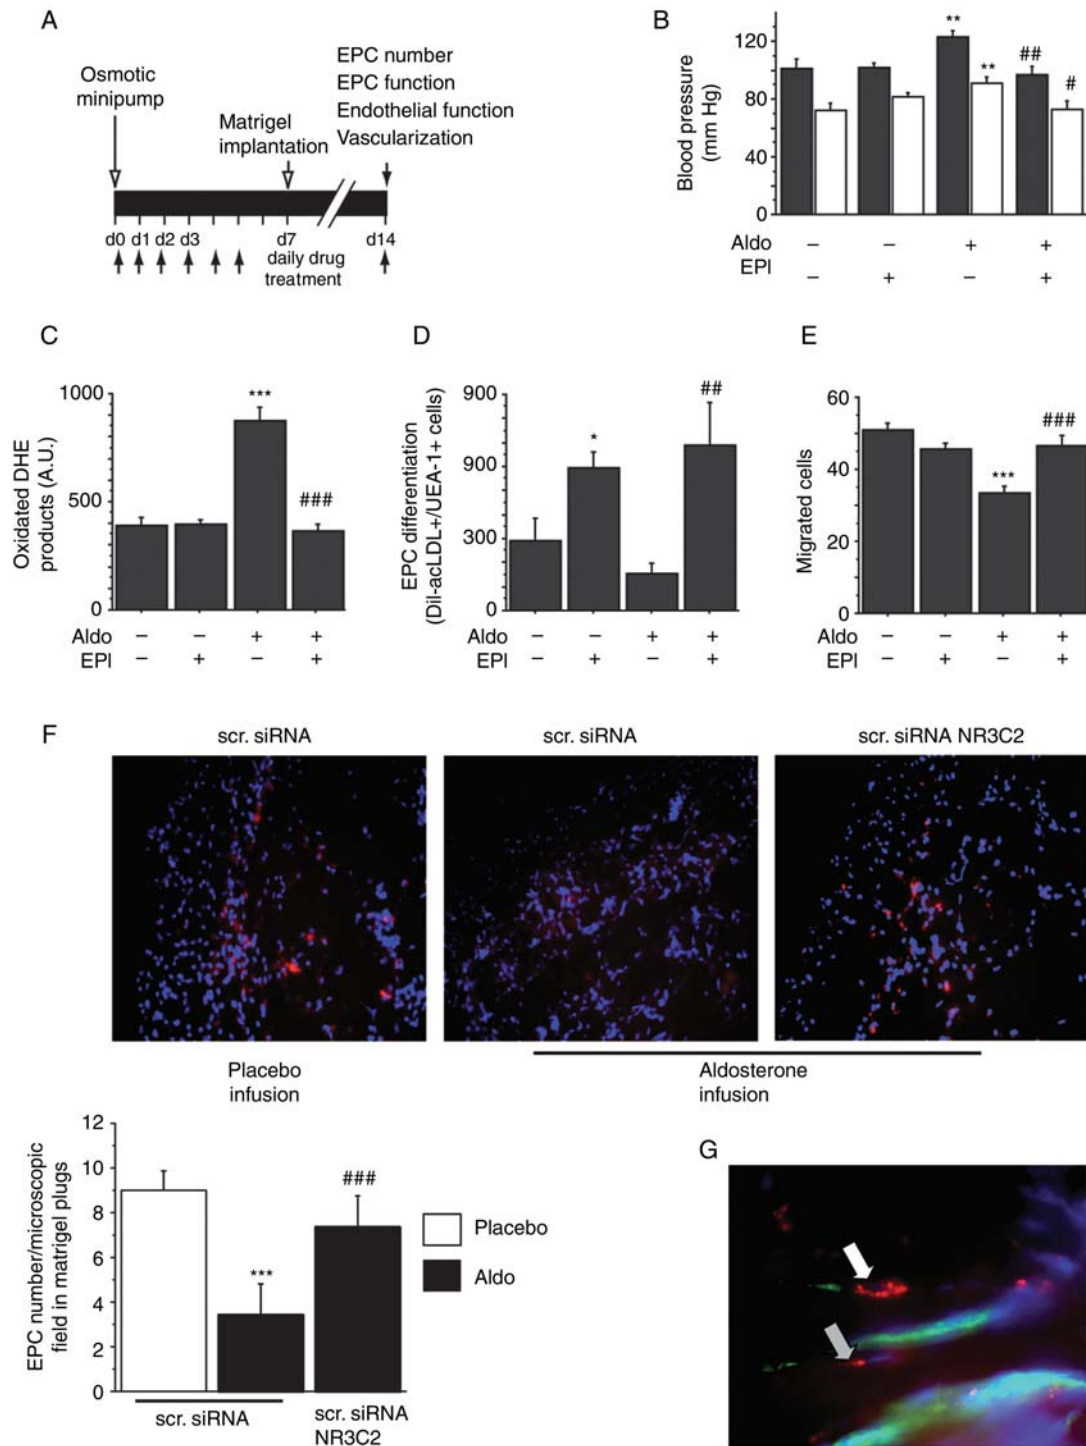 A
Osmotic
minipump
Matrigel
implantation
EPC number
EPC function
Endothelial function
Vascularization
d0 d1 d2 d3 d7 d14
daily drug
treatment
B
Blood pressure
(mm Hg)
120
80
40
0
** ** ## #
Aldo – – + +
EPI – + – +
C
Oxidated DHE
products (A.U.)
1000
500
0
*** ###
Aldo – – + +
EPI – + – +
D
EPC differentiation
(Dil-acLDL+/UEA-1+ cells)
900
900
300
0
* ##
Aldo – – + +
EPI – + – +
E
Migrated cells
60
40
20
0
*** ###
Aldo – – + +
EPI – + – +
F
scr. siRNA
scr. siRNA
scr. siRNA NR3C2
Placebo
infusion
Aldosterone
infusion
EPC number/microscopic
field in matrigel plugs
12
10
8
6
4
2
0
*** ###
scr. siRNA
scr. siRNA
NR3C2
Placebo
Aldo
G